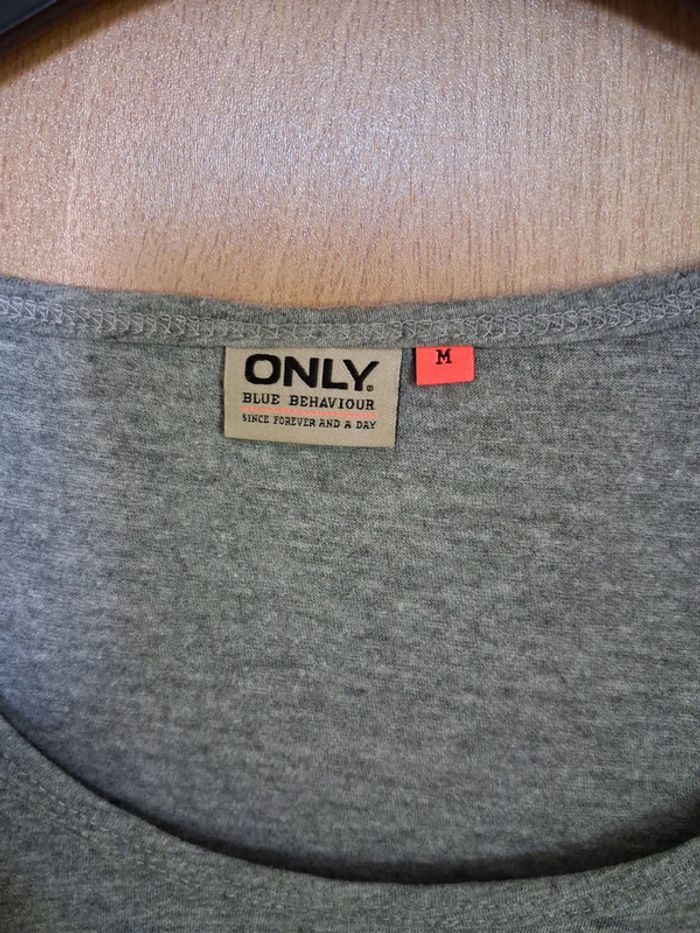 ONLY®
BLUE BEHAVIOUR
SINCE FOREVER AND A DAY
M